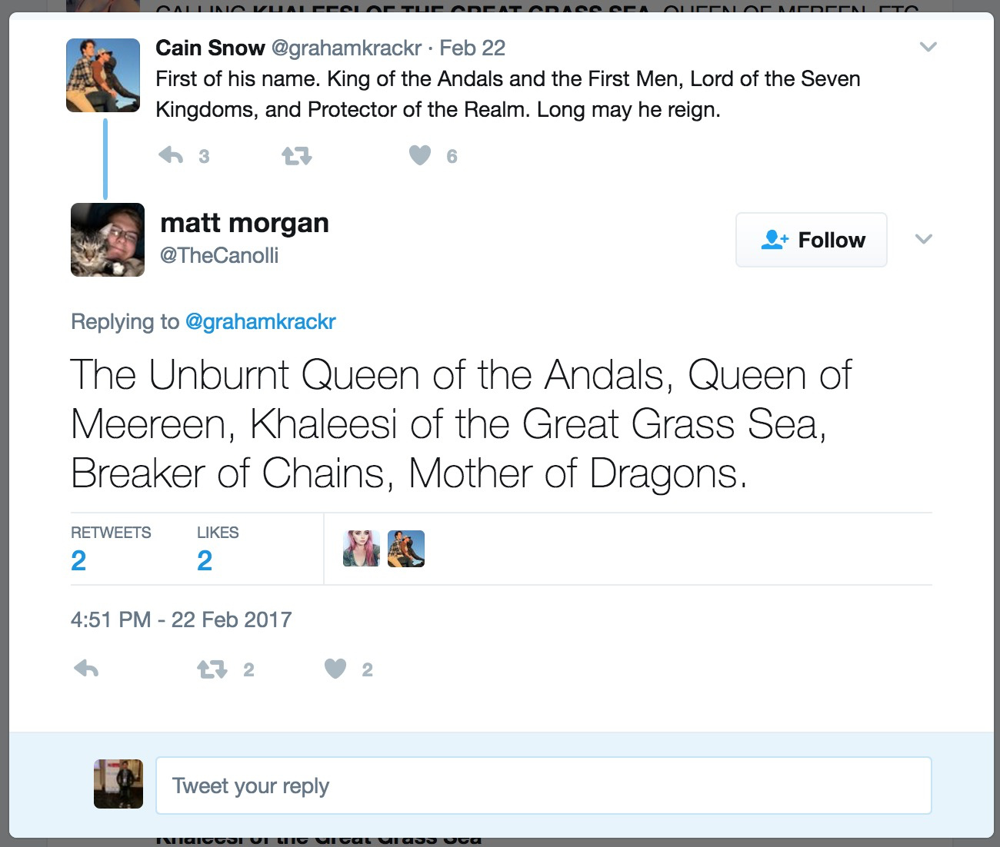 CALLING KHALEESI OF THE GREAT GRASS SEA, QUEEN OF MEREEN, ETC
Cain Snow @grahamkrackr · Feb 22
First of his name. King of the Andals and the First Men, Lord of the Seven
Kingdoms, and Protector of the Realm. Long may he reign.
3 6
matt morgan
@TheCanolli
Follow
Replying to @grahamkrackr
The Unburnt Queen of the Andals, Queen of
Meereen, Khaleesi of the Great Grass Sea,
Breaker of Chains, Mother of Dragons.
RETWEETS LIKES
2 2
4:51 PM - 22 Feb 2017
2 2
Tweet your reply
Khaleesi of the Great Grass Sea